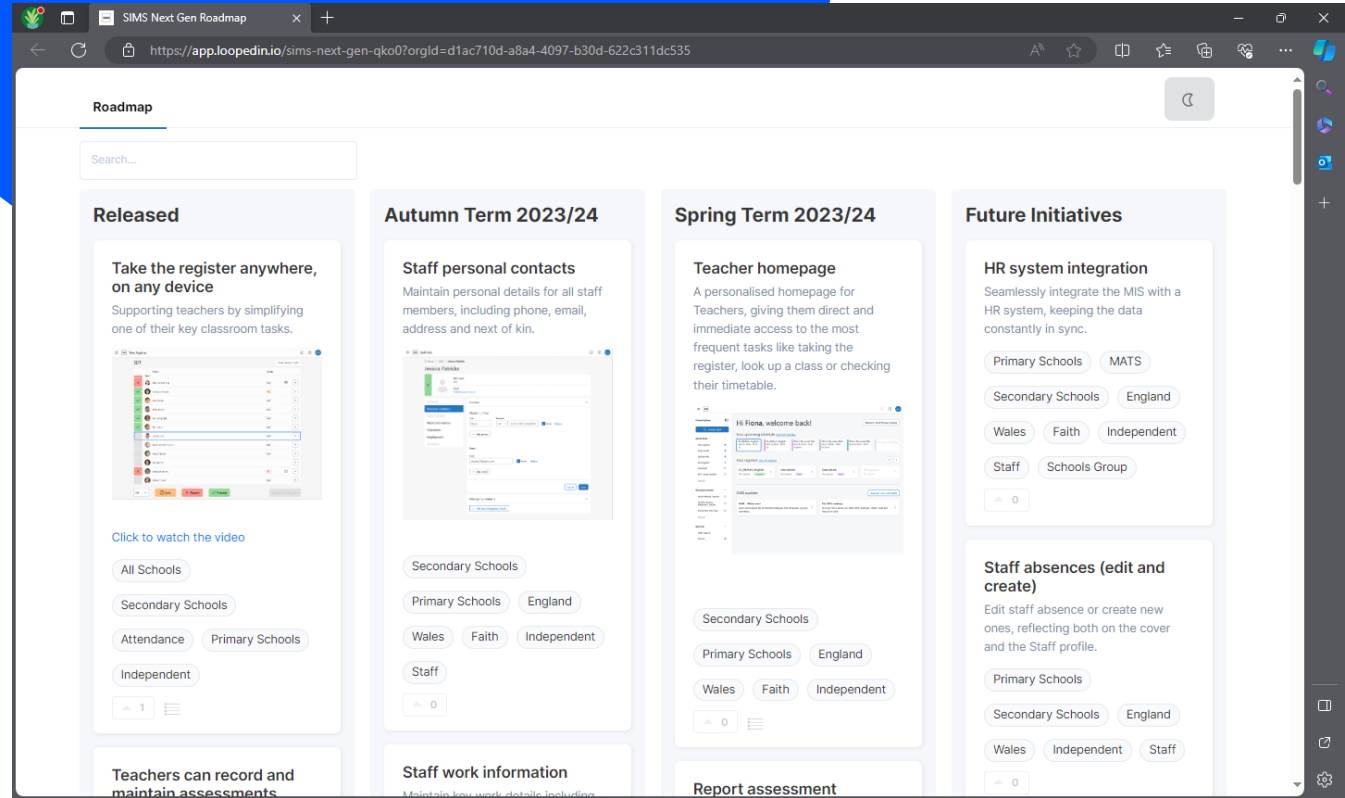 SIMS Next Gen Roadmap
https://app.loopedin.io/sims-next-gen-qko0?orgId=d1ac710d-a8a4-4097-b30d-622c311dc535
Roadmap
Search...
Released
Take the register anywhere,
on any device
Supporting teachers by simplifying
one of their key classroom tasks.
Click to watch the video
All Schools
Secondary Schools
Attendance Primary Schools
Independent
1
Teachers can record and
maintain assessments
Autumn Term 2023/24
Staff personal contacts
Maintain personal details for all staff
members, including phone, email,
address and next of kin.
Jessica Patricks
Secondary Schools
Primary Schools England
Wales Faith Independent
Staff
0
Staff work information
Maintain key work details including
Spring Term 2023/24
Teacher homepage
A personalised homepage for
Teachers, giving them direct and
immediate access to the most
frequent tasks like taking the
register, look up a class or checking
their timetable.
Hi Fiona, welcome back!
Secondary Schools
Primary Schools England
Wales Faith Independent
0
Report assessment
Future Initiatives
HR system integration
Seamlessly integrate the MIS with a
HR system, keeping the data
constantly in sync.
Primary Schools MATS
Secondary Schools England
Wales Faith Independent
Staff Schools Group
0
Staff absences (edit and
create)
Edit staff absence or create new
ones, reflecting both on the cover
and the Staff profile.
Primary Schools
Secondary Schools England
Wales Independent Staff
0